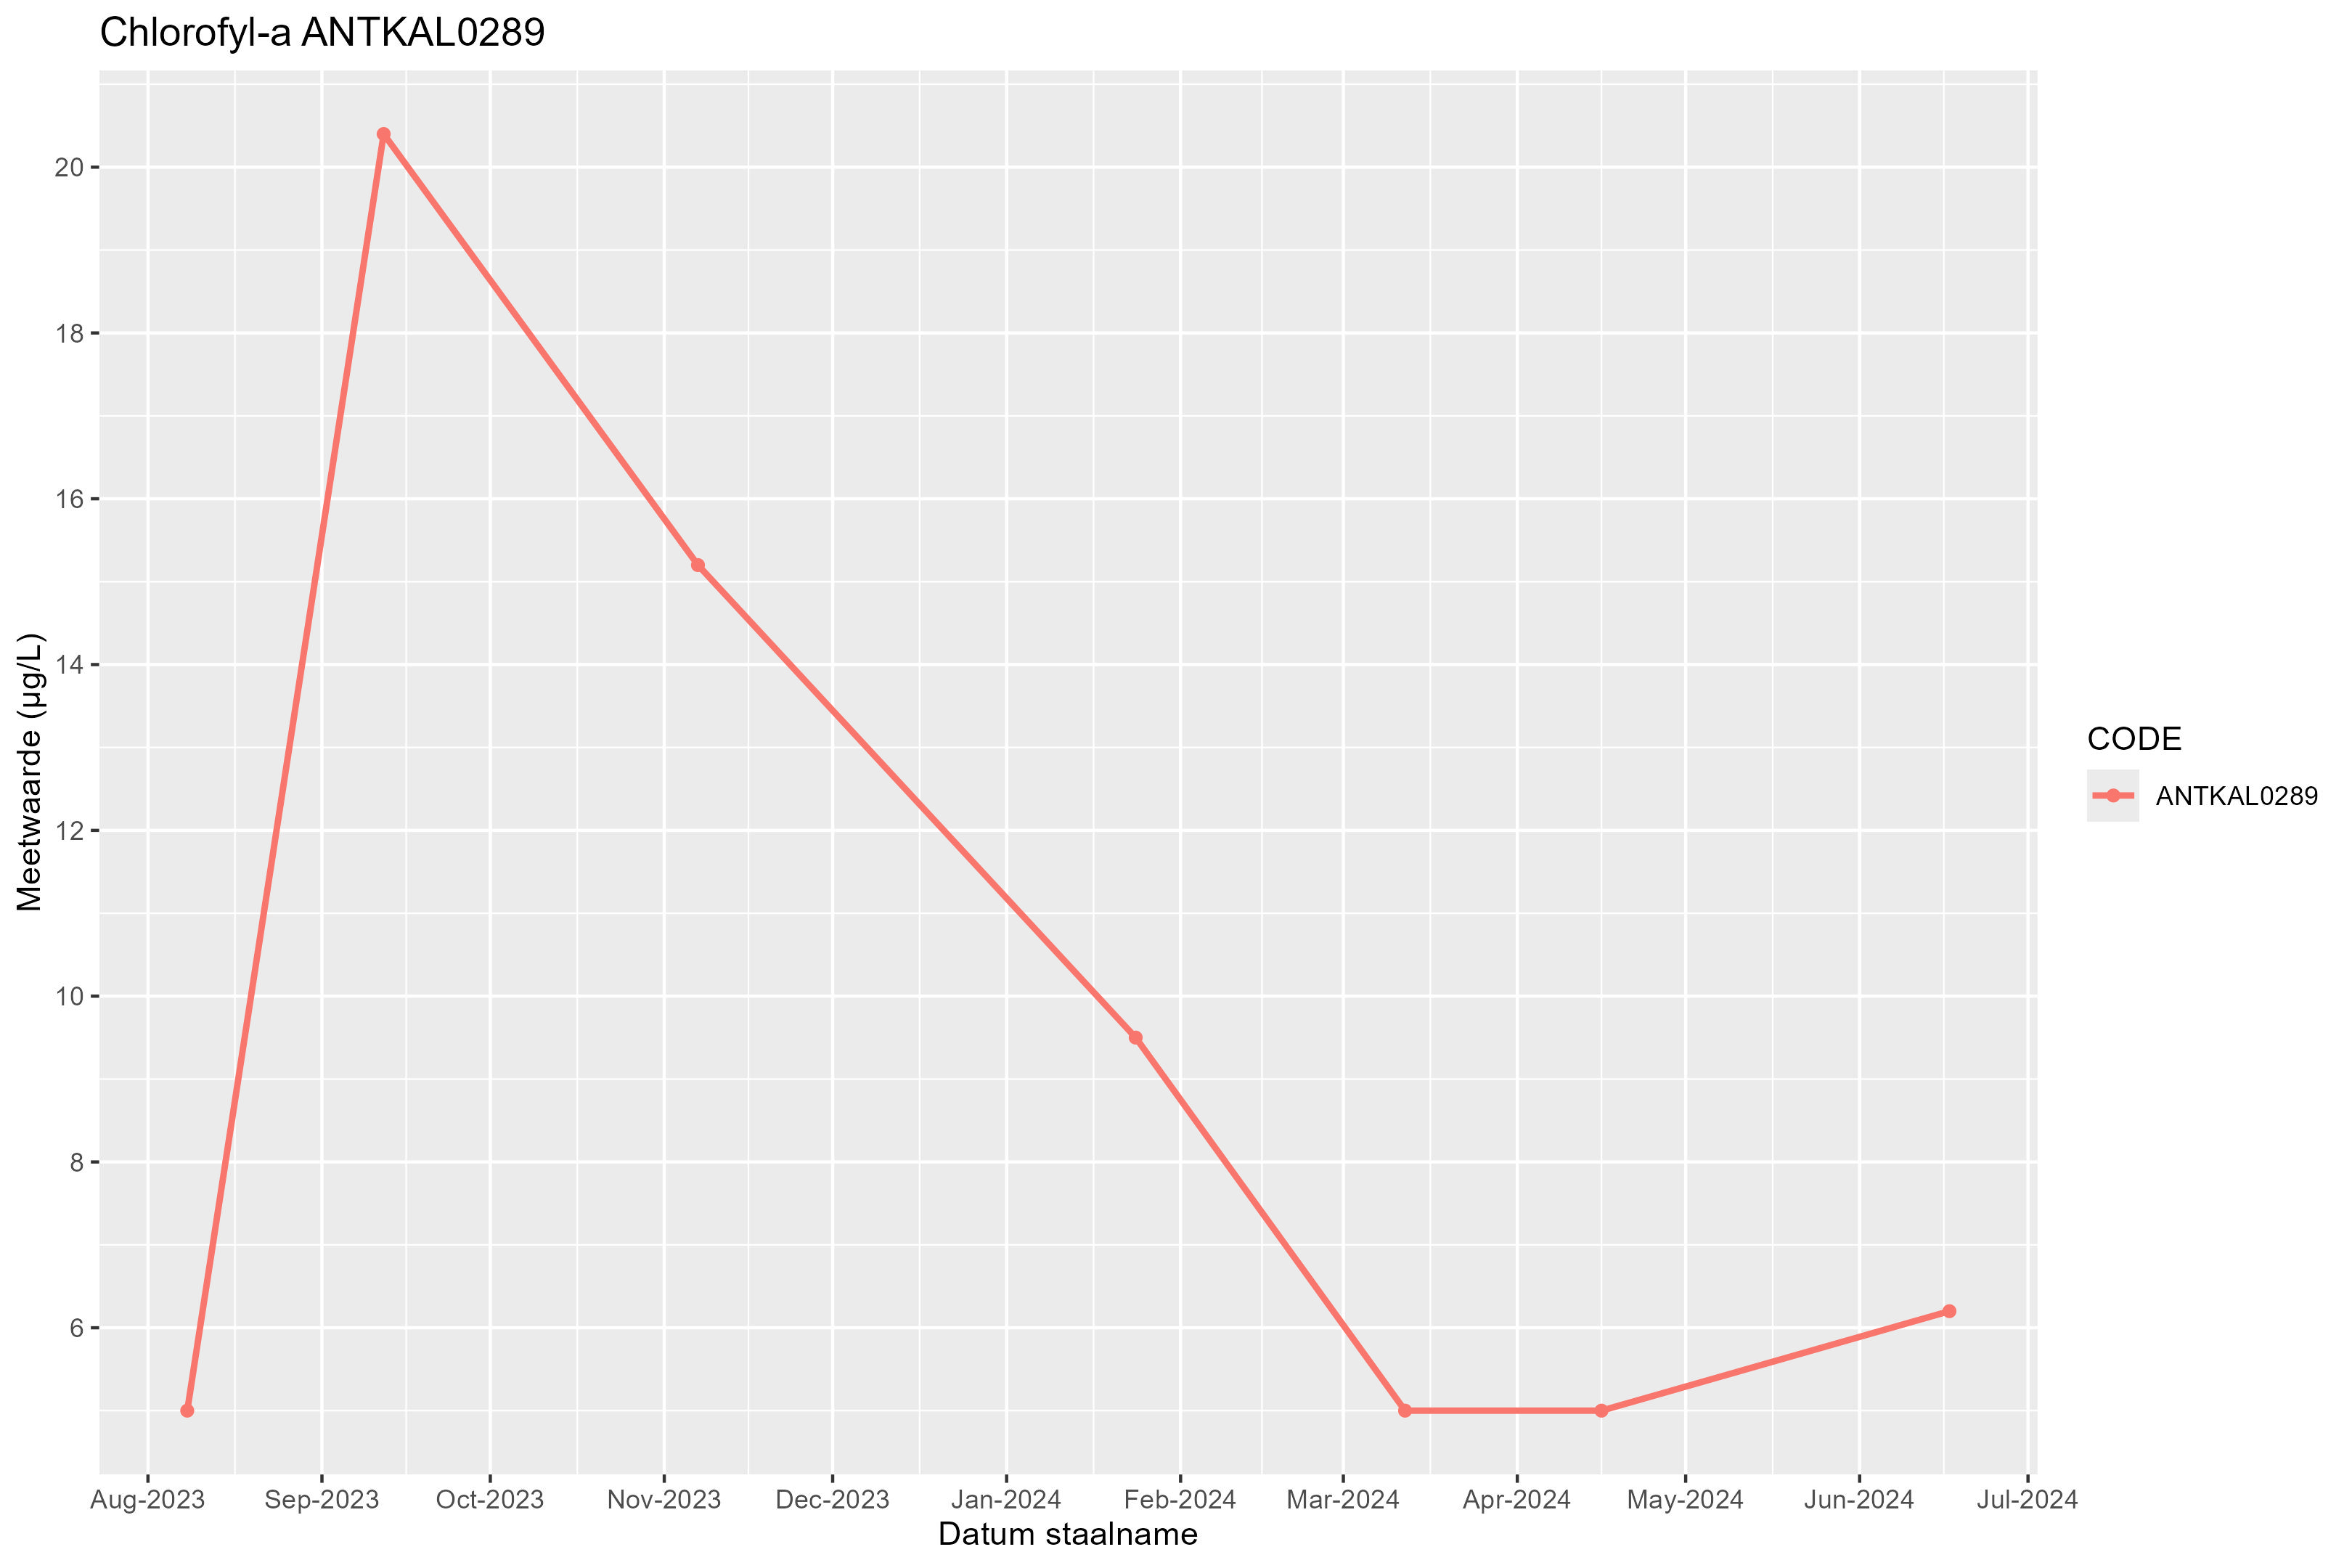 Chlorofyl-a ANTKAL0289
20
18
16
14
12
10
8
6
Meetwaarde (µg/L)
Aug-2023 Sep-2023 Oct-2023 Nov-2023 Dec-2023 Jan-2024 Feb-2024 Mar-2024 Apr-2024 May-2024 Jun-2024 Jul-2024
Datum staalname
CODE
ANTKAL0289